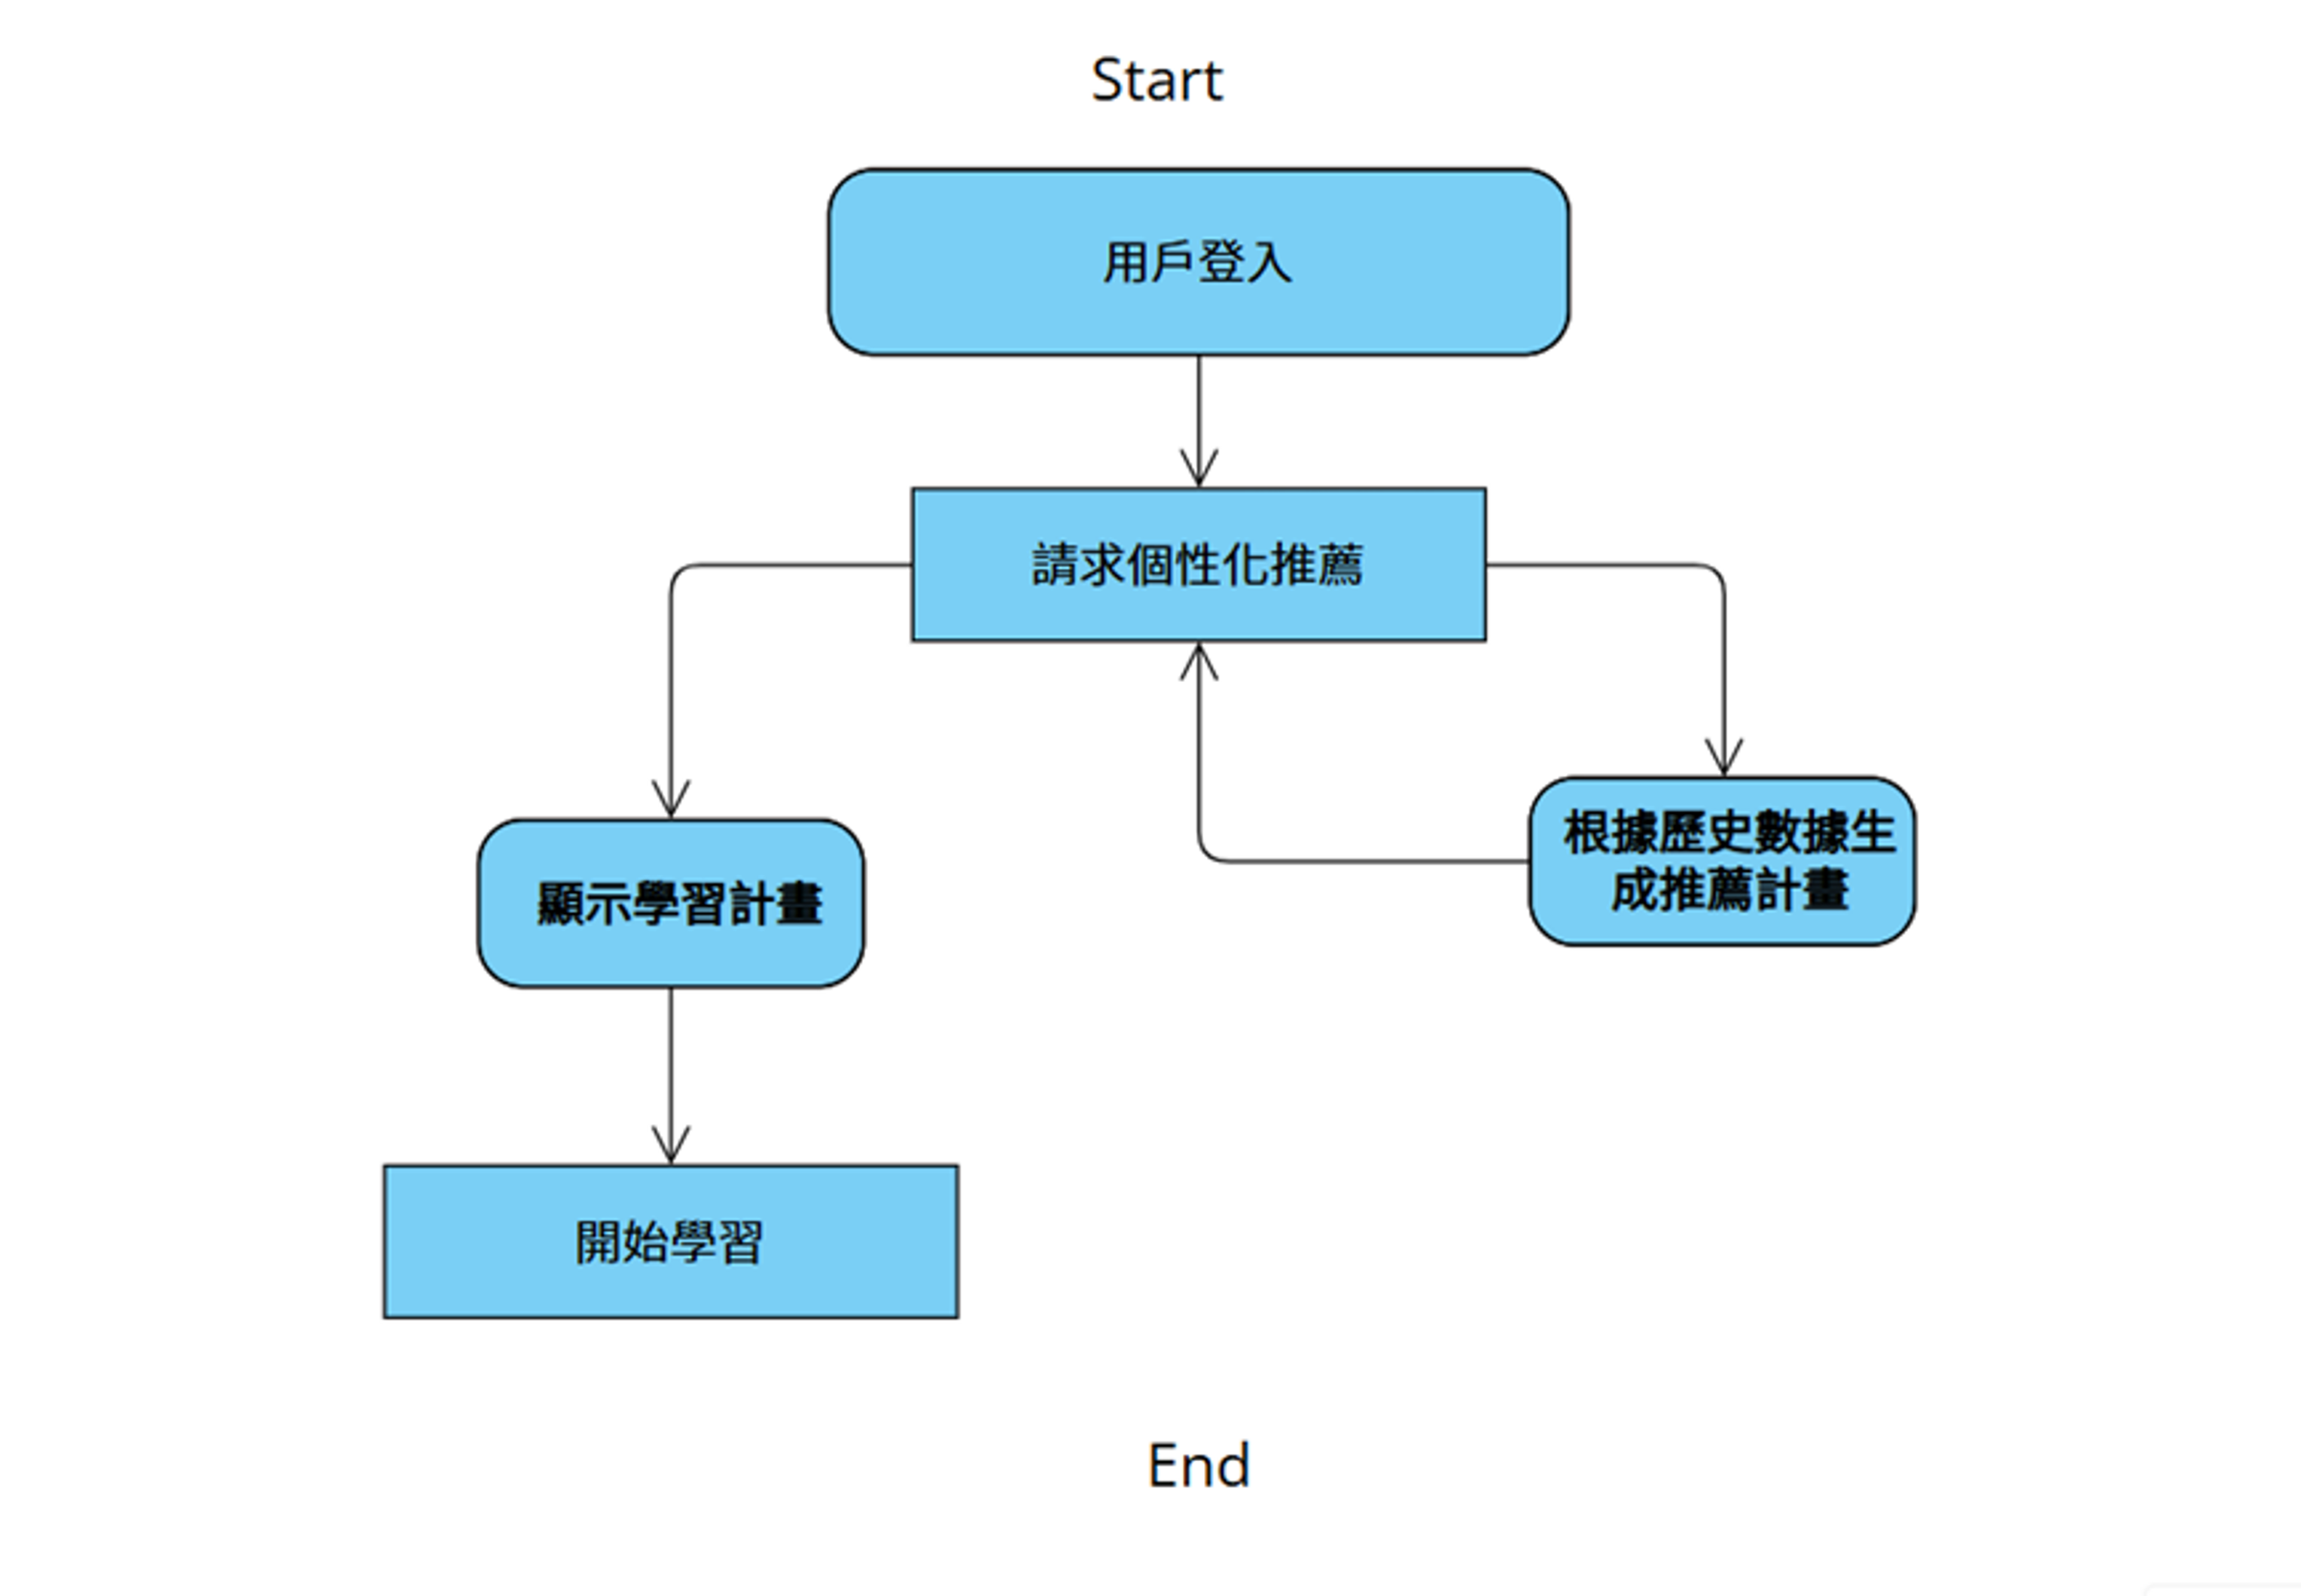 Start
用戶登入
請求個性化推薦
顯示學習計畫
根據歷史數據生
成推薦計畫
開始學習
End